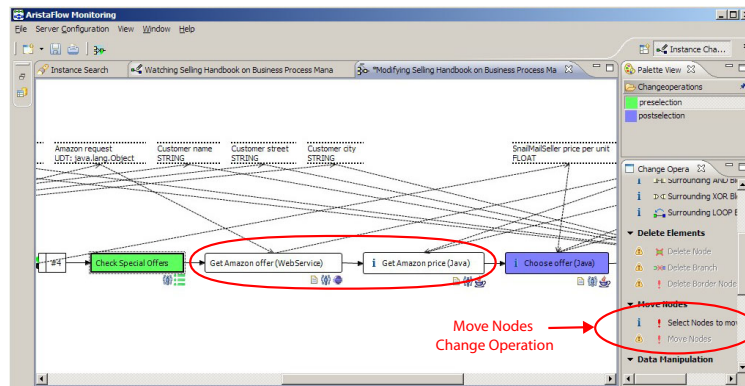 AristaFlow Monitoring
File Server Configuration View Window Help
Instance Cha...
Instance Search
Watching Selling Handbook on Business Process Mana
*Modifying Selling Handbook on Business Process Ma
Palette View
Changeoperations
preselection
postselection
Amazon request
UDT: java.lang.Object
Customer name
STRING
Customer street
STRING
Customer city
STRING
SnailMailSeller price per unit
FLOAT
Change Opera
Surrounding AND Bl
Surrounding XOR Bl
Surrounding LOOP B
Delete Elements
Delete Node
Delete Branch
Delete Border Node
Move Nodes
Select Nodes to mov
Move Nodes
Data Manipulation
#4
Check Special Offers
Get Amazon offer (WebService)
Get Amazon price (Java)
Choose offer (Java)
Move Nodes
Change Operation